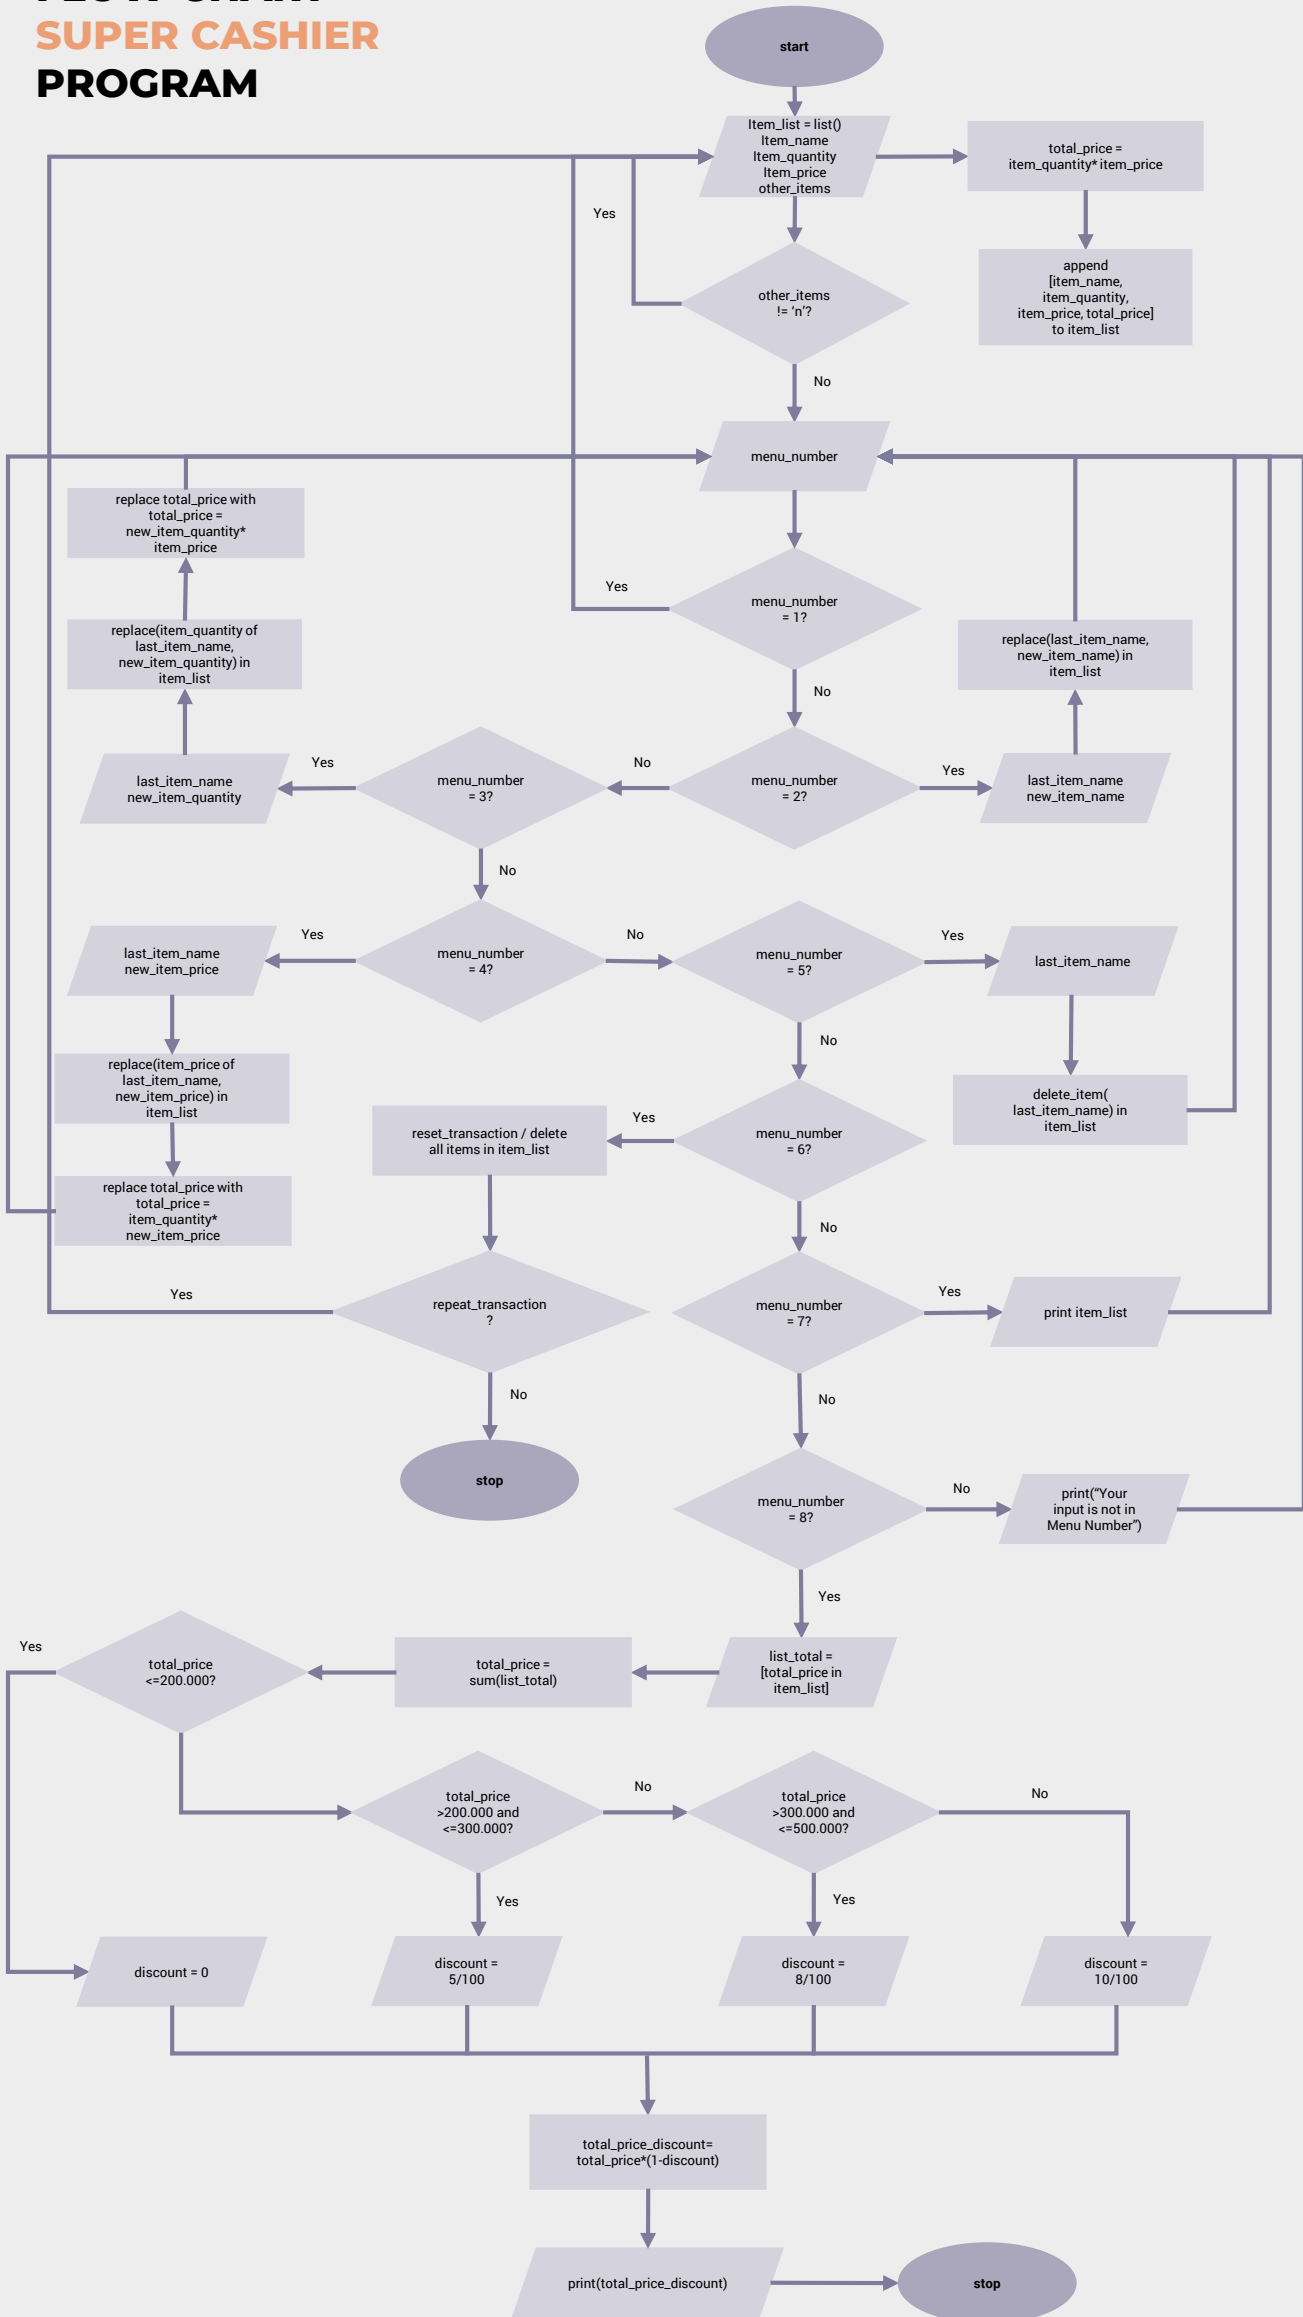 SUPER CASHIER
PROGRAM
start
Item_list = list()
Item_name
Item_quantity
Item_price
other_items
total_price =
item_quantity* item_price
Yes
append
[item_name,
item_quantity,
item_price, total_price]
to item_list
other_items
!= ‘n’?
No
menu_number
replace total_price with
total_price =
new_item_quantity*
item_price
Yes
menu_number
= 1?
replace(item_quantity of
last_item_name,
new_item_quantity) in
item_list
replace(last_item_name,
new_item_name) in
item_list
No
last_item_name
new_item_quantity
Yes
menu_number
= 3?
No
menu_number
= 2?
Yes
last_item_name
new_item_name
No
last_item_name
new_item_price
Yes
menu_number
= 4?
No
menu_number
= 5?
Yes
last_item_name
No
replace(item_price of
last_item_name,
new_item_price) in
item_list
delete_item(
last_item_name) in
item_list
reset_transaction / delete
all items in item_list
Yes
menu_number
= 6?
replace total_price with
total_price =
item_quantity*
new_item_price
No
Yes
repeat_transaction
?
menu_number
= 7?
Yes
print item_list
No
No
stop
menu_number
= 8?
No
print(“Your
input is not in
Menu Number”)
Yes
Yes
total_price
<=200.000?
total_price =
sum(list_total)
list_total =
[total_price in
item_list]
total_price
>200.000 and
<=300.000?
No
total_price
>300.000 and
<=500.000?
No
Yes
Yes
discount = 0
discount =
5/100
discount =
8/100
discount =
10/100
total_price_discount=
total_price*(1-discount)
print(total_price_discount)
stop